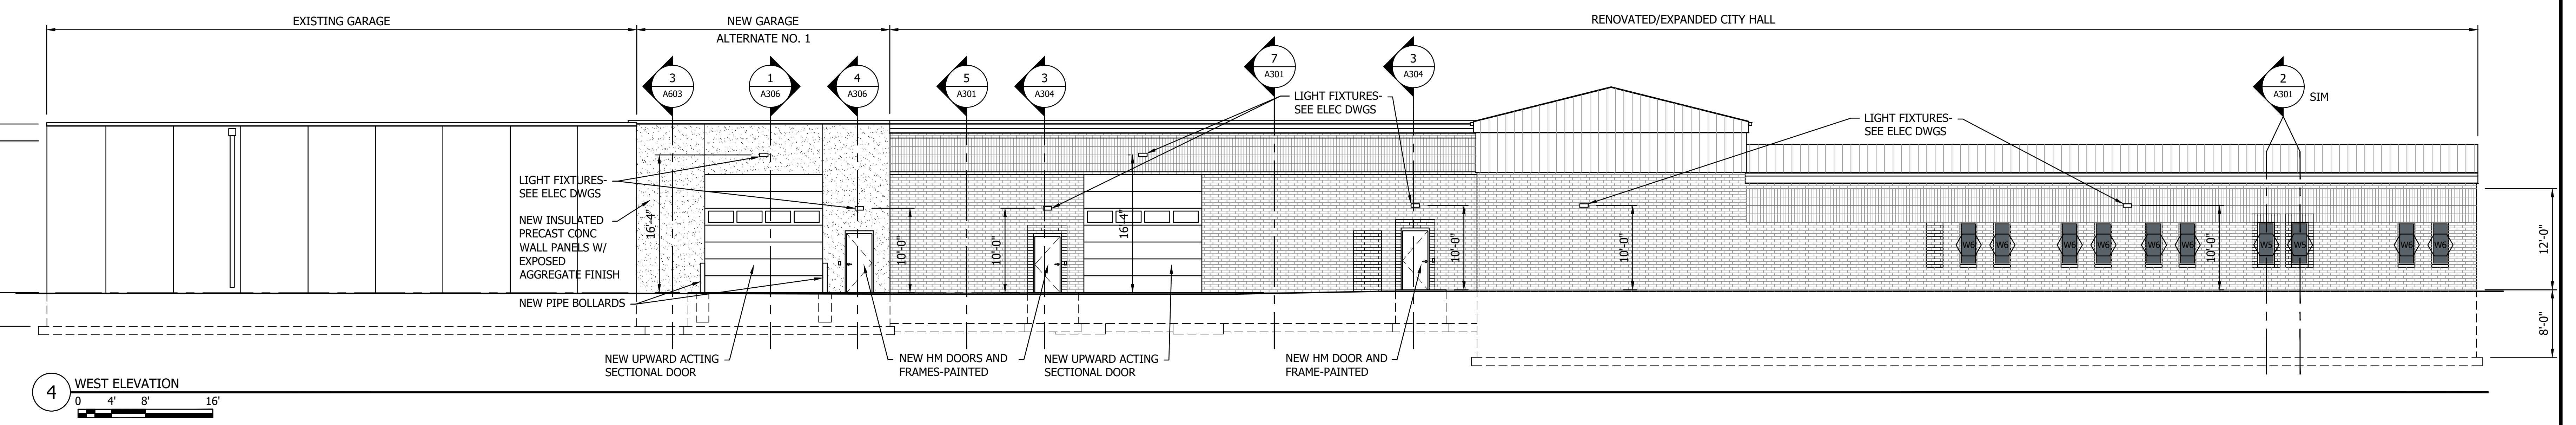 EXISTING GARAGE
NEW GARAGE
ALTERNATE NO. 1
RENOVATED/EXPANDED CITY HALL
3
A603
1
A306
4
A306
5
A301
3
A304
7
A301
3
A304
2
A301
SIM
LIGHT FIXTURES-
SEE ELEC DWGS
LIGHT FIXTURES-
SEE ELEC DWGS
LIGHT FIXTURES-
SEE ELEC DWGS
NEW INSULATED
PRECAST CONC
WALL PANELS W/
EXPOSED
AGGREGATE FINISH
NEW PIPE BOLLARDS
16'-4"
10'-0"
10'-0"
16'-4"
10'-0"
10'-0"
10'-0"
12'-0"
8'-0"
W6
W6
W6
W6
W6
W6
W5
W5
W6
W6
NEW UPWARD ACTING
SECTIONAL DOOR
NEW HM DOORS AND
FRAMES-PAINTED
NEW UPWARD ACTING
SECTIONAL DOOR
NEW HM DOOR AND
FRAME-PAINTED
4
WEST ELEVATION
0 4' 8' 16'